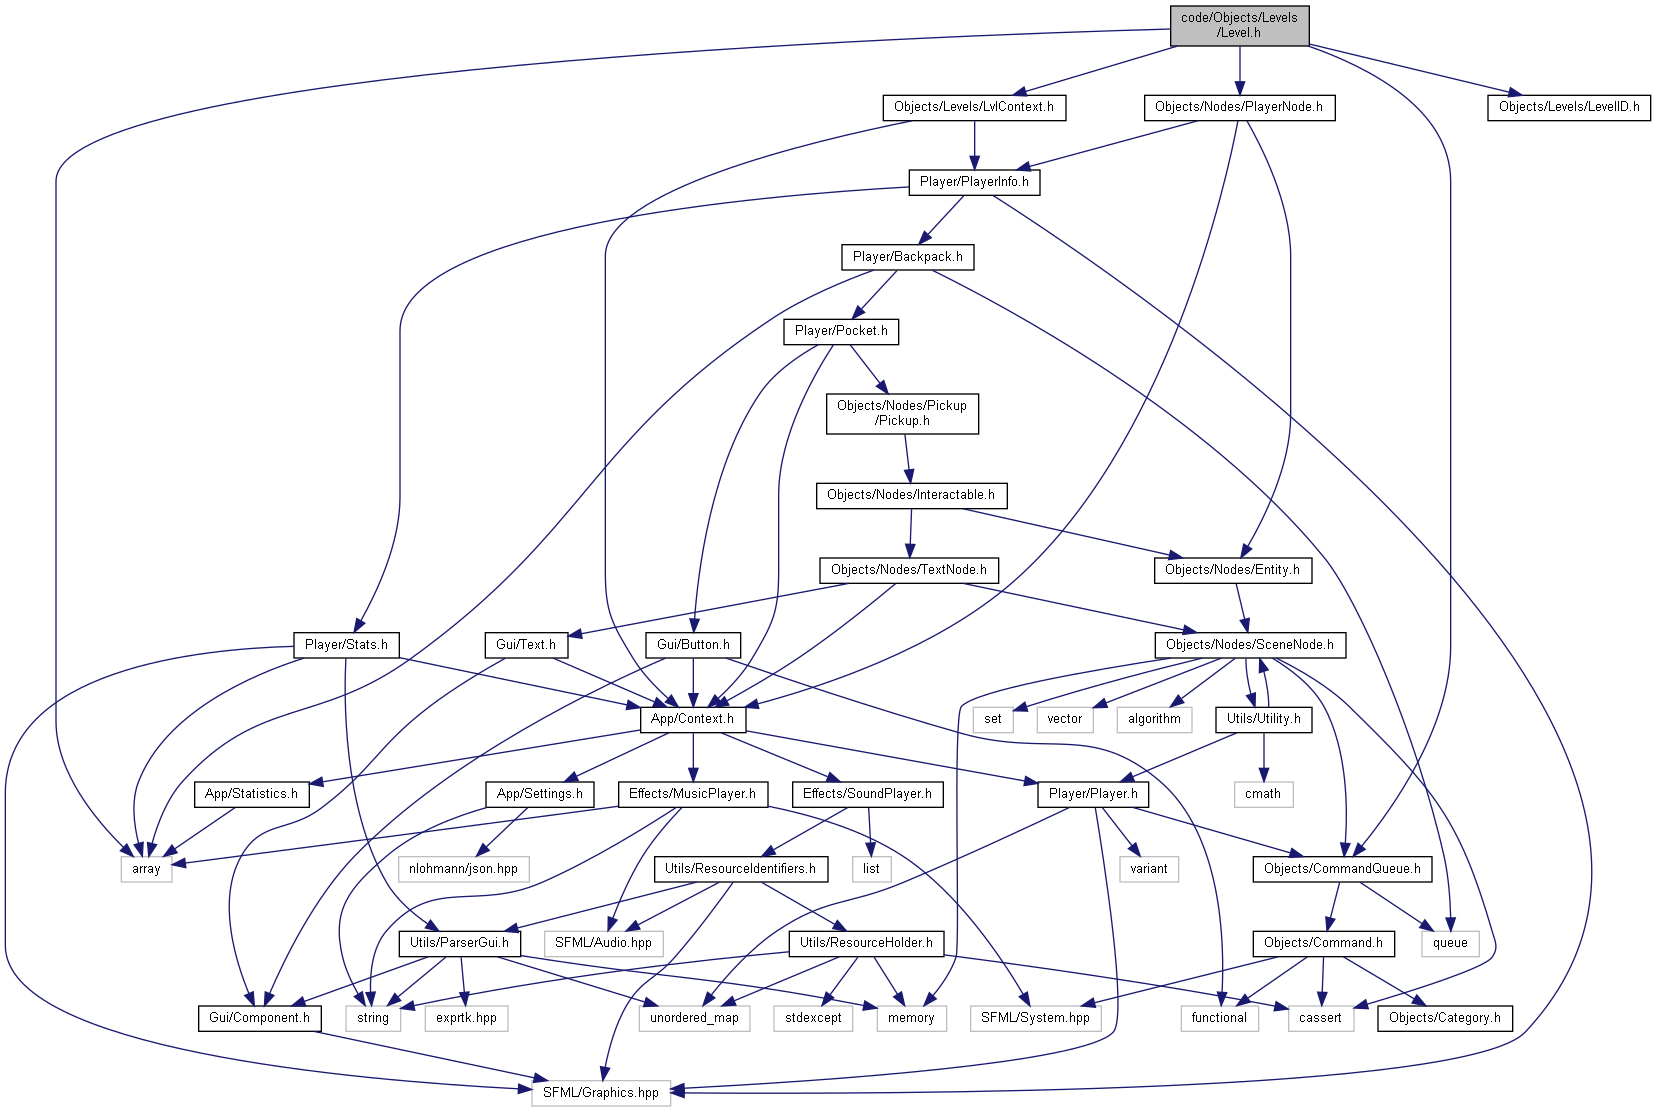 code/Objects/Levels
/Level.h
Objects/Levels/LvlContext.h
Objects/Nodes/PlayerNode.h
Objects/Levels/LevelID.h
Player/PlayerInfo.h
Player/Backpack.h
Player/Pocket.h
Objects/Nodes/Pickup
/Pickup.h
Objects/Nodes/Interactable.h
Objects/Nodes/TextNode.h
Objects/Nodes/Entity.h
Player/Stats.h
Gui/Text.h
Gui/Button.h
Objects/Nodes/SceneNode.h
App/Context.h
set
vector
algorithm
Utils/Utility.h
App/Statistics.h
App/Settings.h
Effects/MusicPlayer.h
Effects/SoundPlayer.h
Player/Player.h
cmath
array
nlohmann/json.hpp
Utils/ResourceIdentifiers.h
list
variant
Objects/CommandQueue.h
Utils/ParserGui.h
SFML/Audio.hpp
Utils/ResourceHolder.h
Objects/Command.h
queue
Gui/Component.h
string
exprtk.hpp
unordered_map
stdexcept
memory
SFML/System.hpp
functional
cassert
Objects/Category.h
SFML/Graphics.hpp